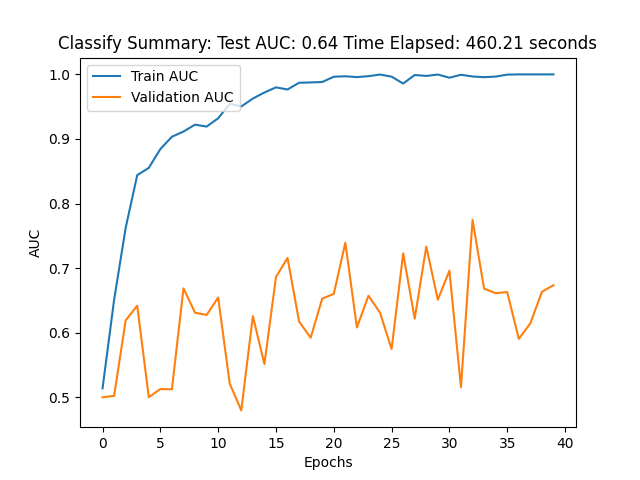 Classify Summary: Test AUC: 0.64 Time Elapsed: 460.21 seconds
Train AUC
Validation AUC
1.0
0.9
0.8
0.7
0.6
0.5
AUC
0 5 10 15 20 25 30 35 40
Epochs